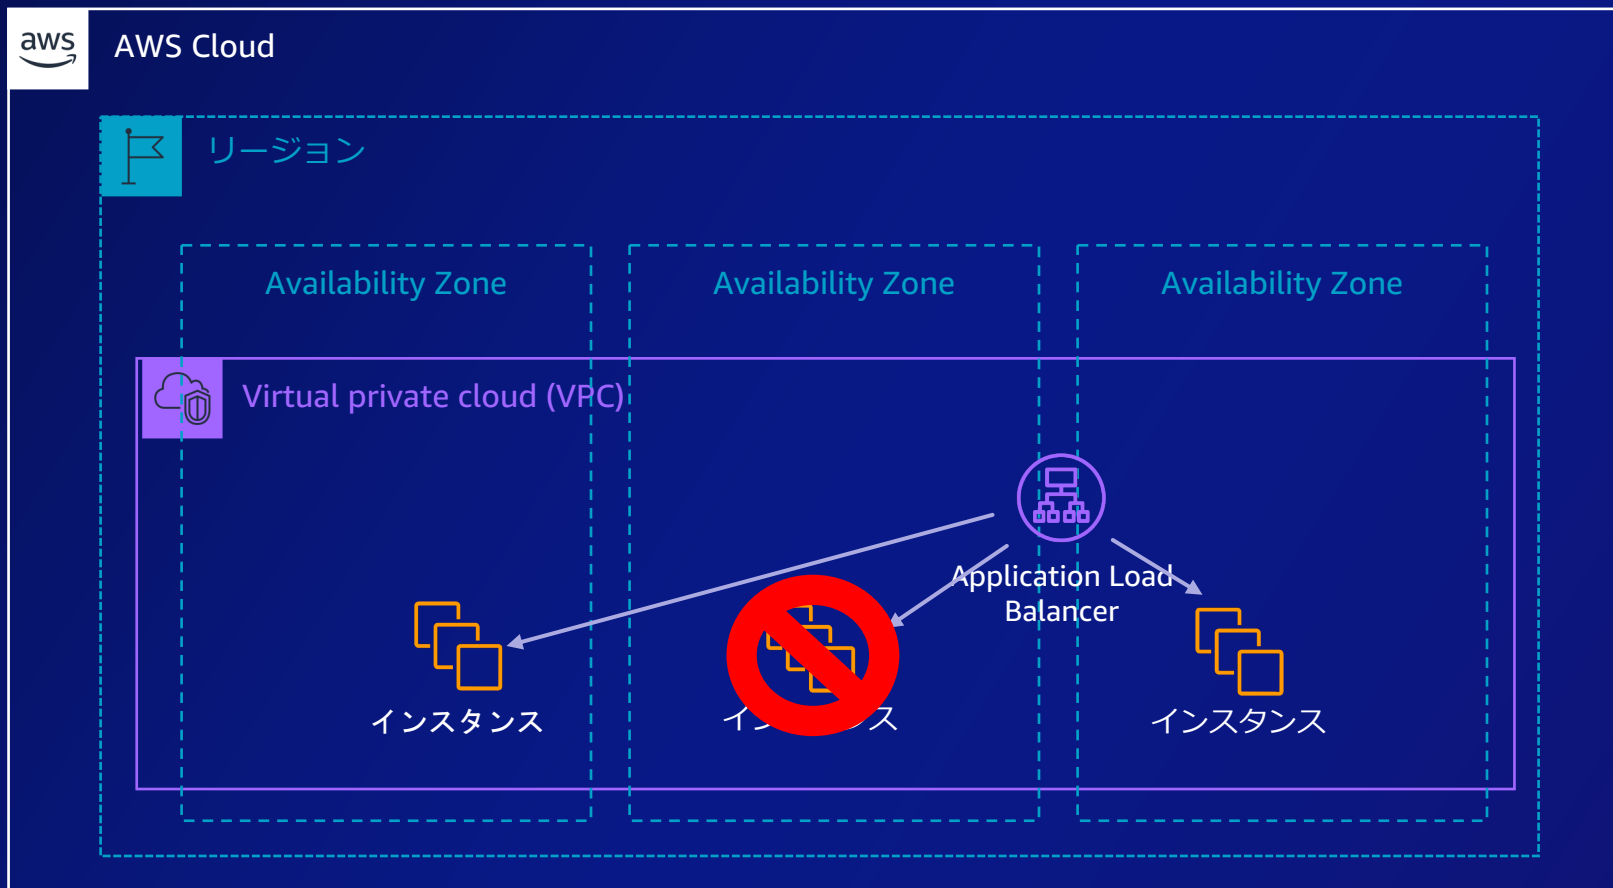 aws
AWS Cloud
リージョン
Availability Zone
Availability Zone
Availability Zone
Virtual private cloud (VPC)
Application Load
Balancer
インスタンス
インスタンス